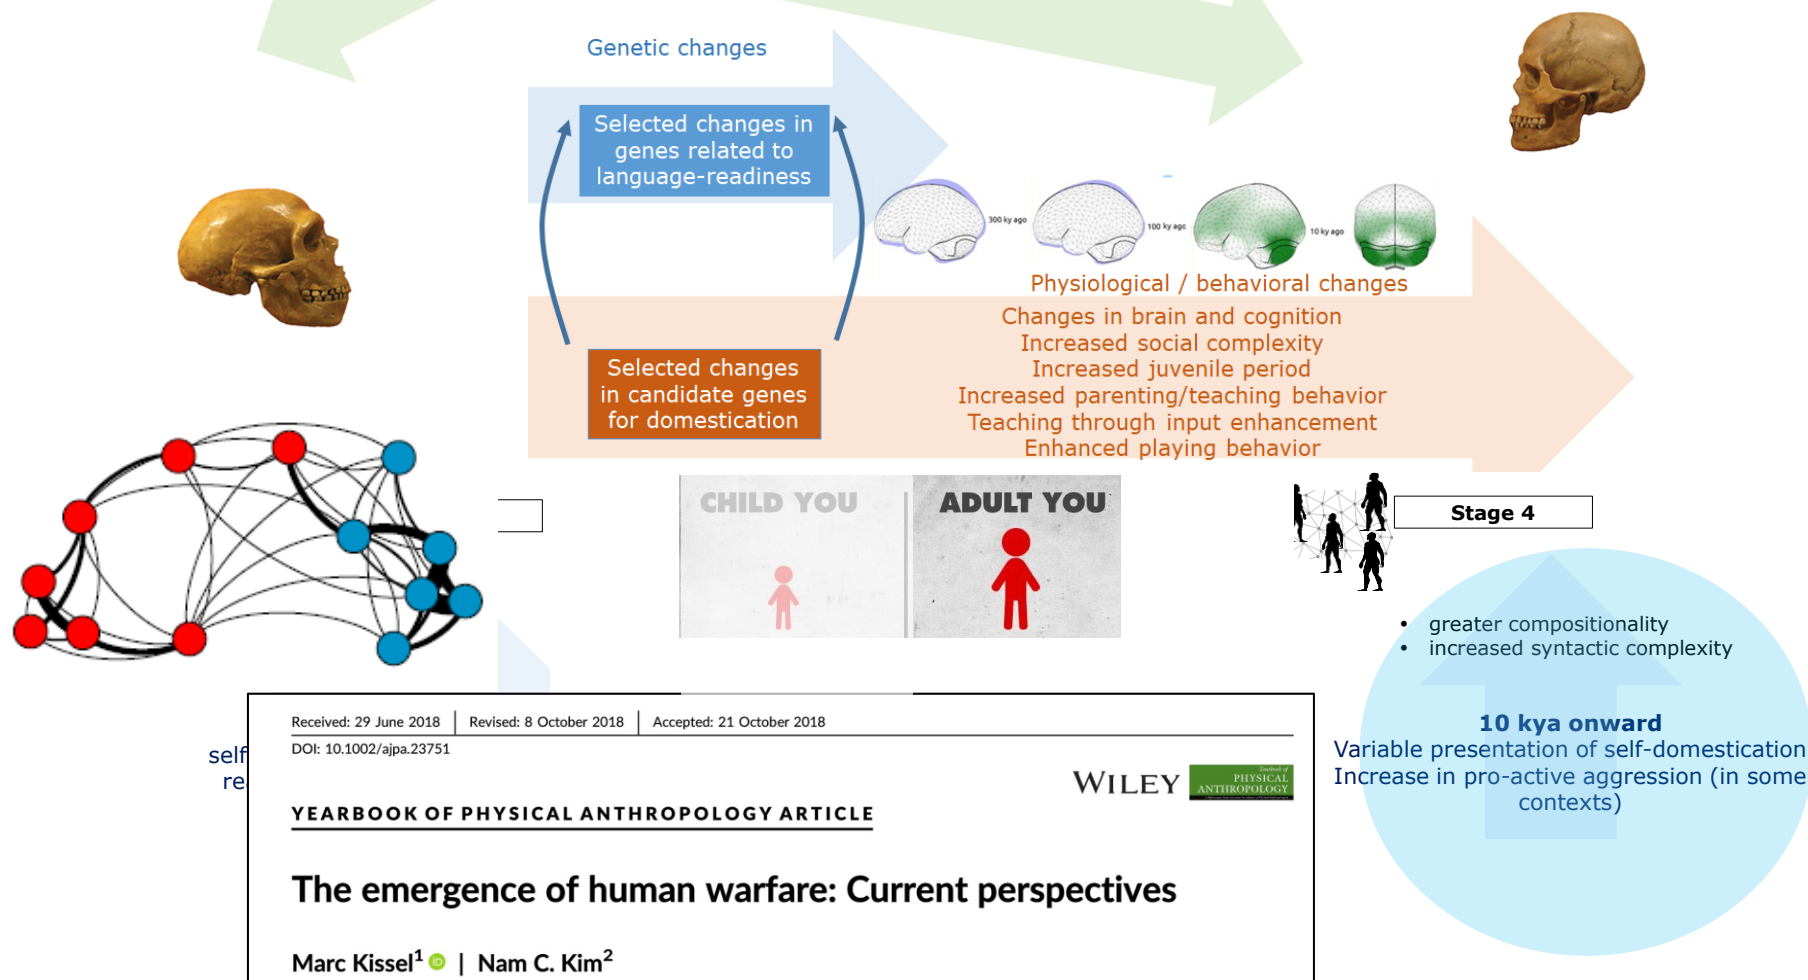 Genetic changes
Selected changes in
genes related to
language-readiness
300 ky ago
100 ky ago
10 ky ago
Physiological / behavioral changes
Changes in brain and cognition
Increased social complexity
Increased juvenile period
Increased parenting/teaching behavior
Teaching through input enhancement
Enhanced playing behavior
Selected changes
in candidate genes
for domestication
CHILD YOU
ADULT YOU
Stage 4
• greater compositionality
• increased syntactic complexity
10 kya onward
Variable presentation of self-domestication
Increase in pro-active aggression (in some
contexts)
self
re
Received: 29 June 2018 | Revised: 8 October 2018 | Accepted: 21 October 2018
DOI: 10.1002/ajpa.23751
WILEY
Yearbook of
PHYSICAL
ANTHROPOLOGY
YEARBOOK OF PHYSICAL ANTHROPOLOGY ARTICLE
The emergence of human warfare: Current perspectives
Marc Kissel1 iD | Nam C. Kim2